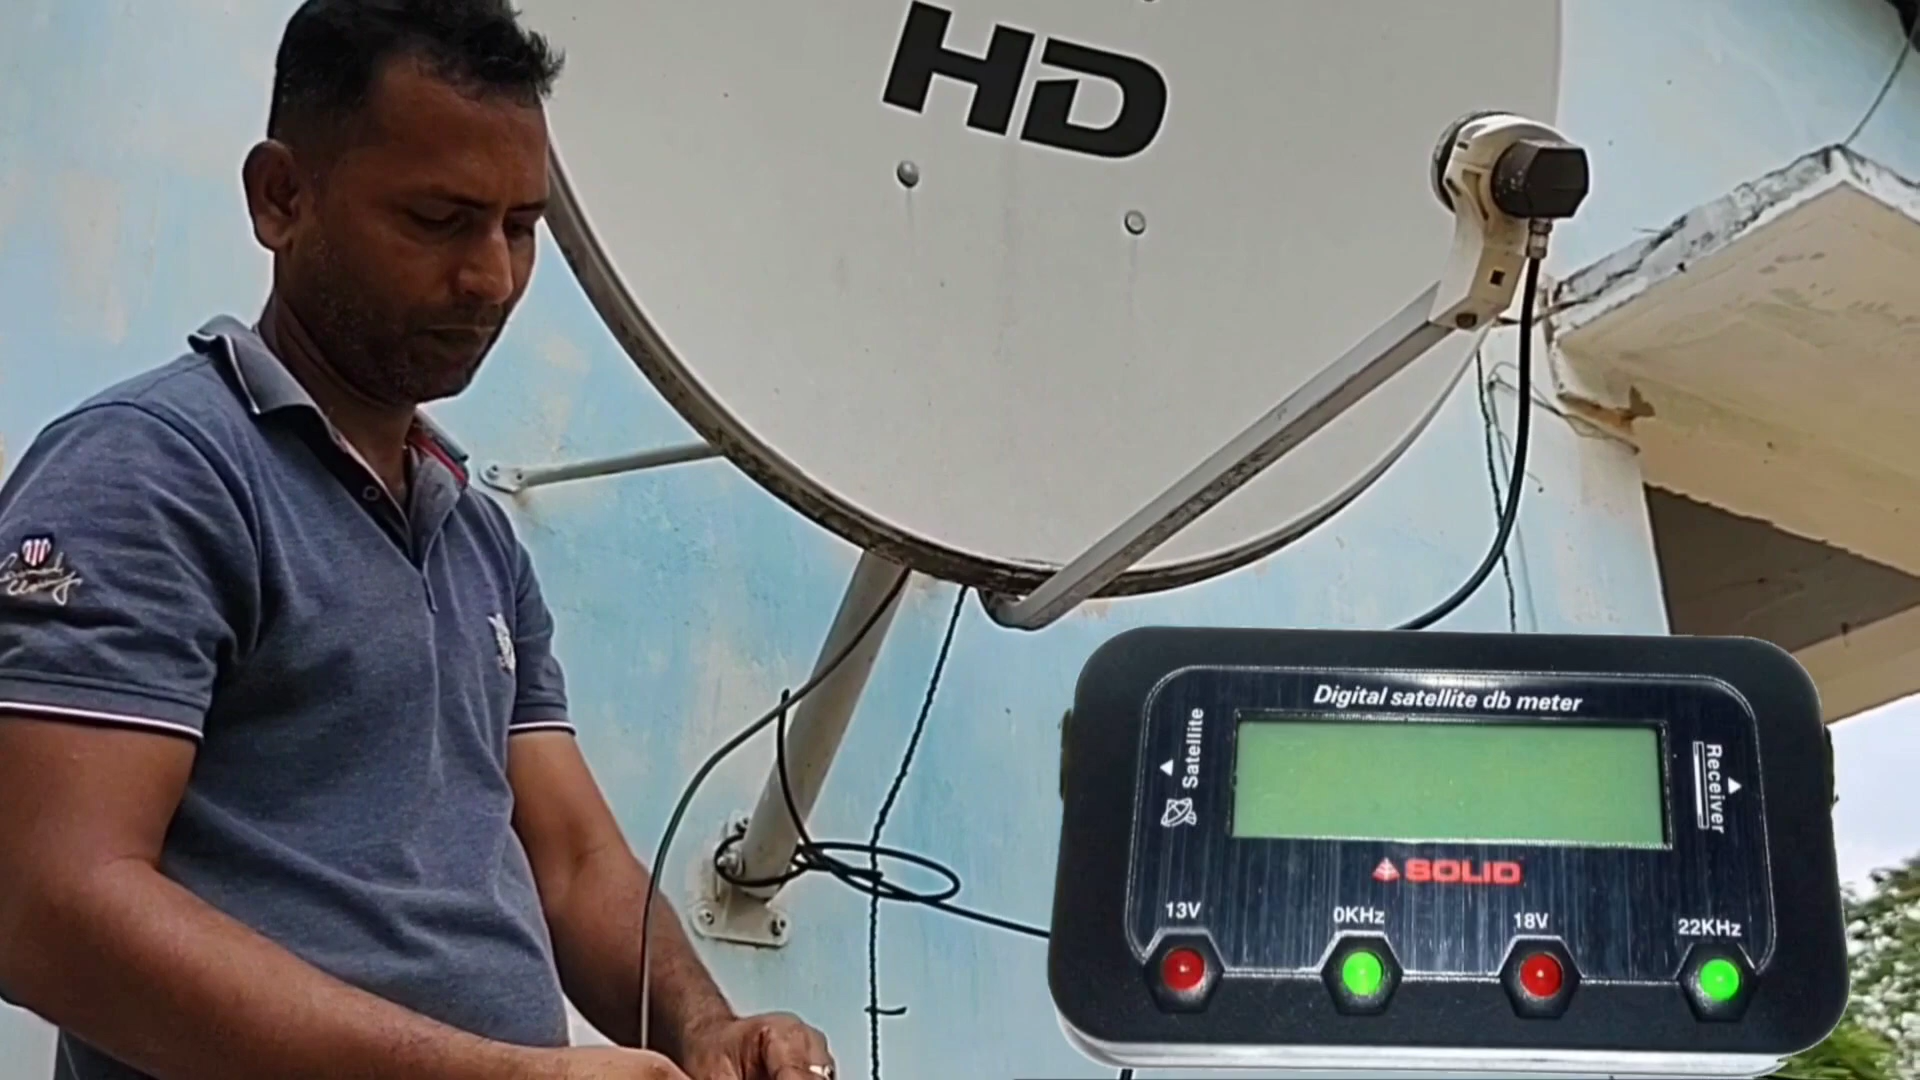 HD
Digital satellite db meter
Satellite
Receiver
SOLID
13V
0KHz
18V
22KHz